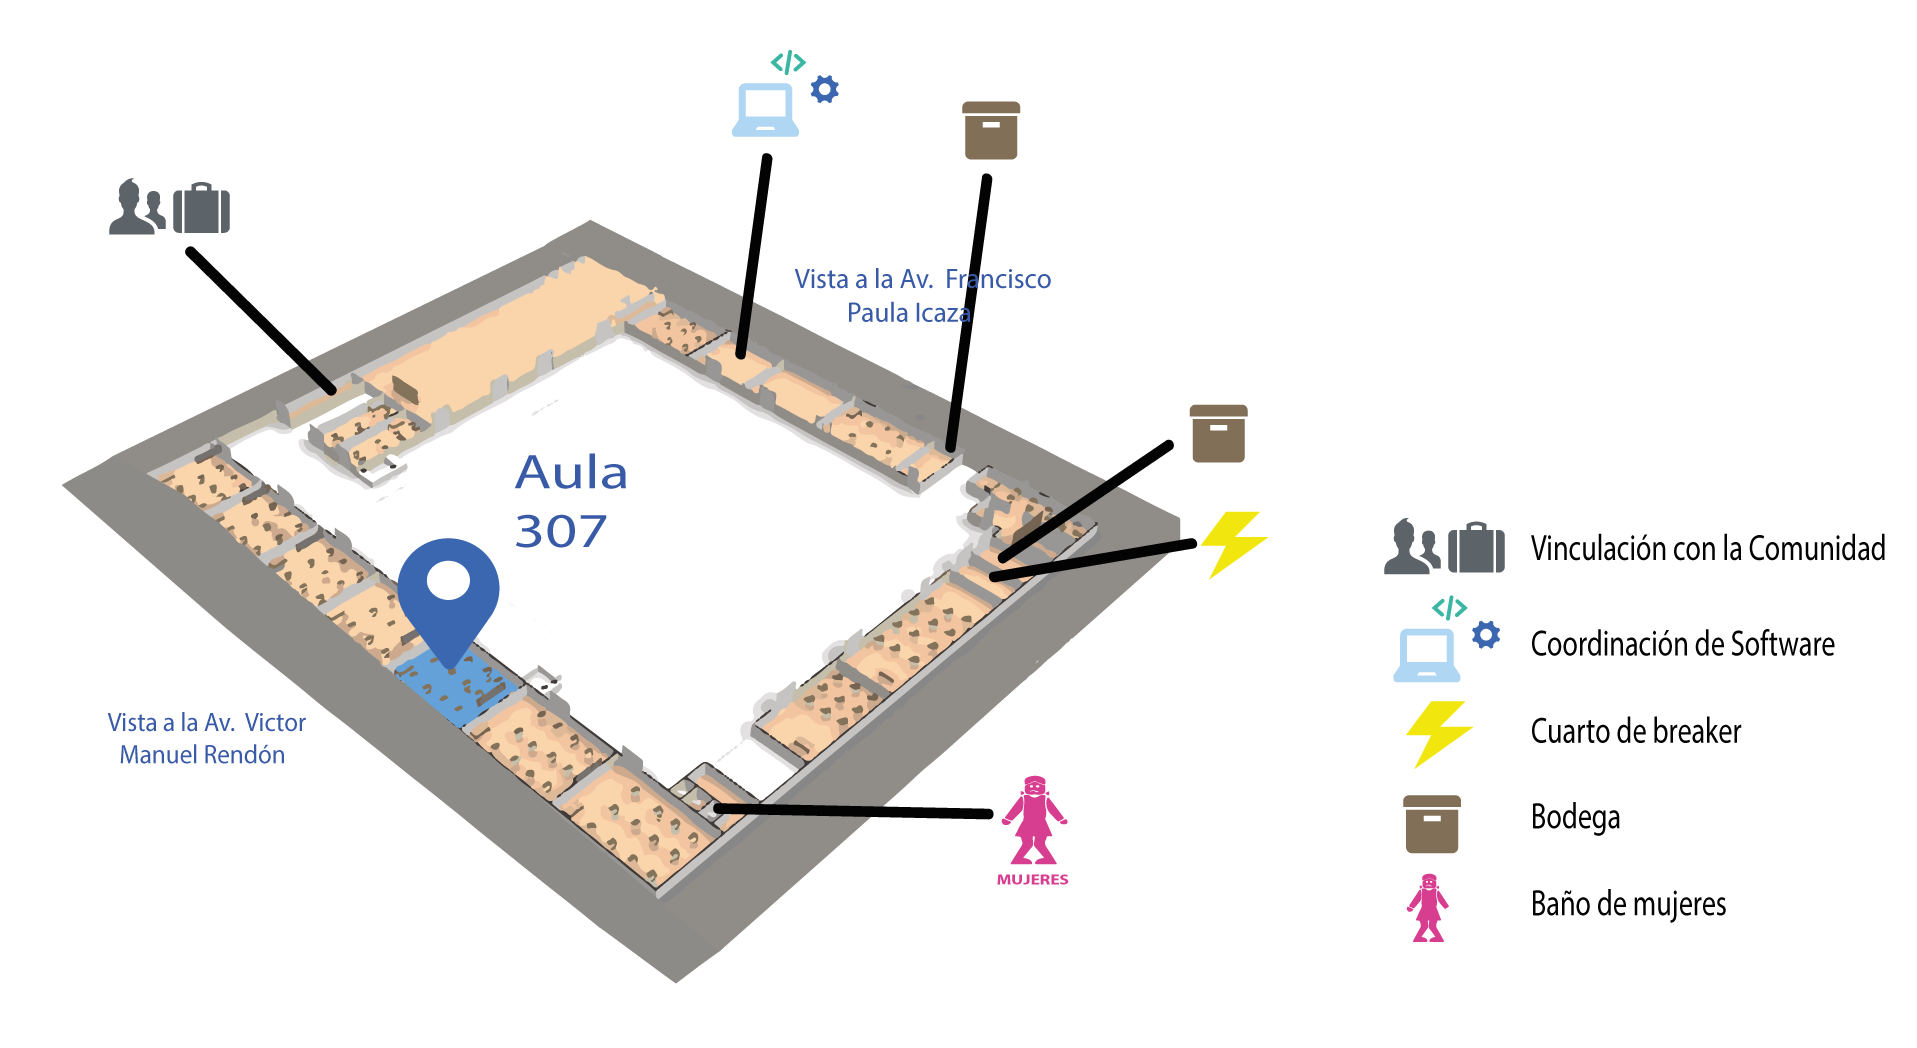 </>
Vista a la Av.  Francisco
Paula Icaza
Aula
307
Vista a la Av.  Victor
Manuel Rendón
MUJERES
Vinculación con la Comunidad
</>
Coordinación de Software
Cuarto de breaker
Bodega
Baño de mujeres